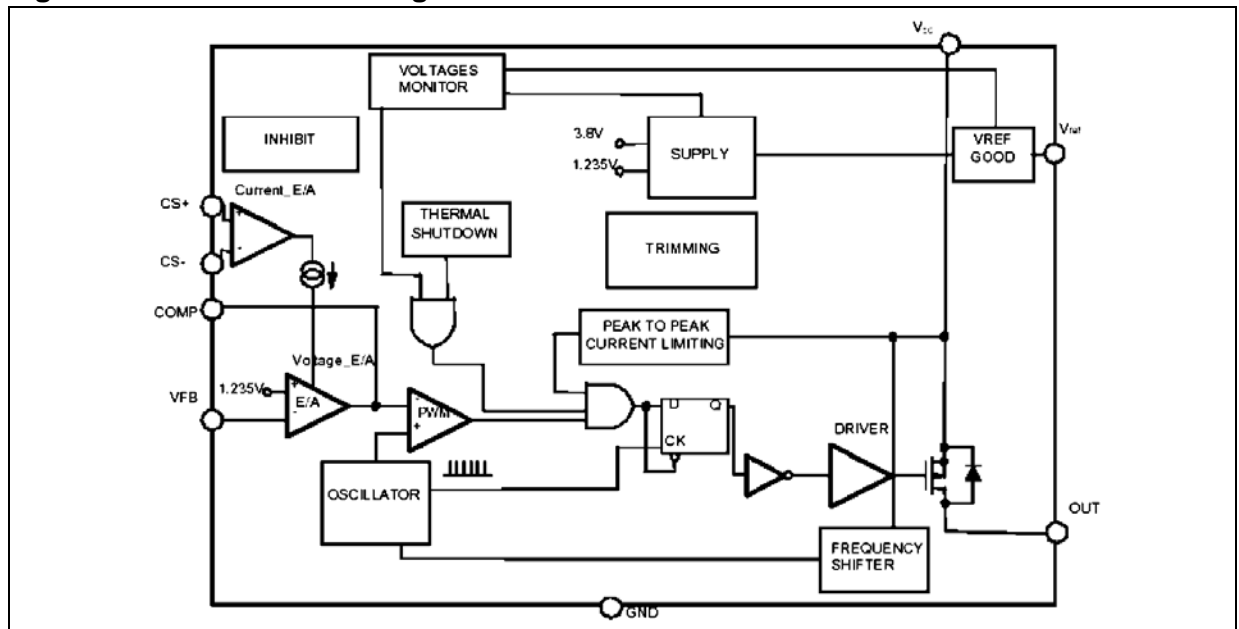 Vcc
VOLTAGES
MONITOR
INHIBIT
3.8V
1.235V
SUPPLY
VREF
GOOD
Vref
Current_E/A
CS+
+
-
CS-
THERMAL
SHUTDOWN
TRIMMING
COMP
PEAK TO PEAK
CURRENT LIMITING
Voltage_E/A
1.235V
+
E/A
-
VFB
-
PWM
+
D
Q
CK
DRIVER
OSCILLATOR
OUT
FREQUENCY
SHIFTER
GND